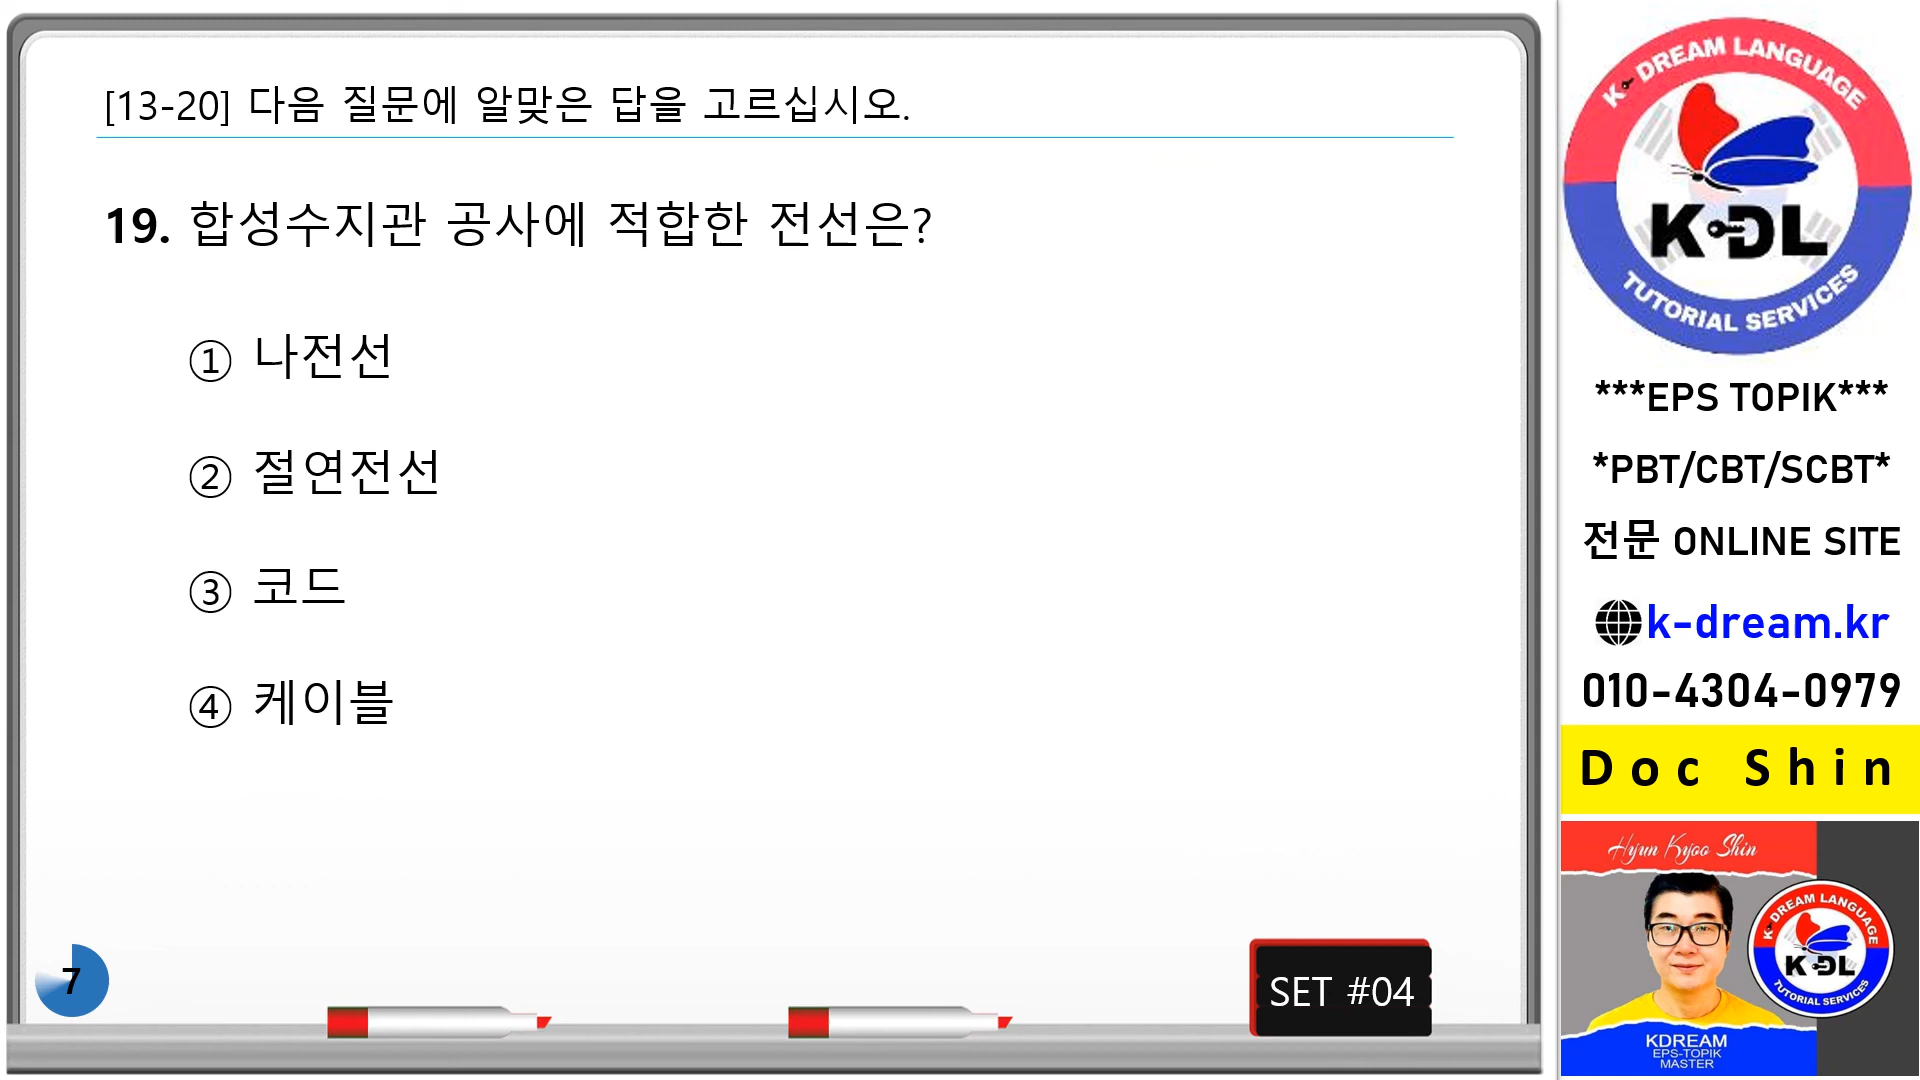 [13-20] 다음 질문에 알맞은 답을 고르십시오.
19. 합성수지관 공사에 적합한 전선은?
① 나전선
② 절연전선
③ 코드
④ 케이블
7
SET #04
K DREAM LANGUAGE
K DL
TUTORIAL SERVICES
***EPS TOPIK***
*PBT/CBT/SCBT*
전문 ONLINE SITE
k-dream.kr
010-4304-0979
Doc Shin
Hyun Kyoo Shin
K DREAM LANGUAGE
K DL
TUTORIAL SERVICES
KDREAM
EPS-TOPIK
MASTER